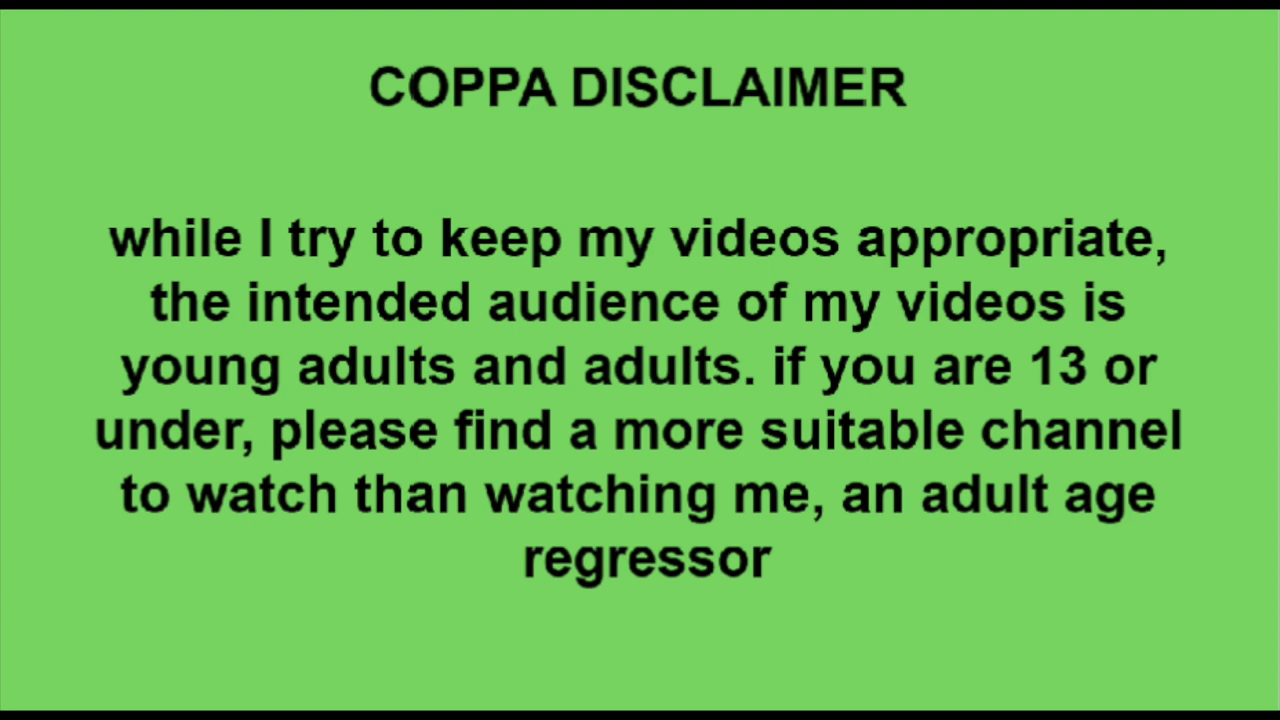 COPPA DISCLAIMER
while I try to keep my videos appropriate,
the intended audience of my videos is
young adults and adults. if you are 13 or
under, please find a more suitable channel
to watch than watching me, an adult age
regressor